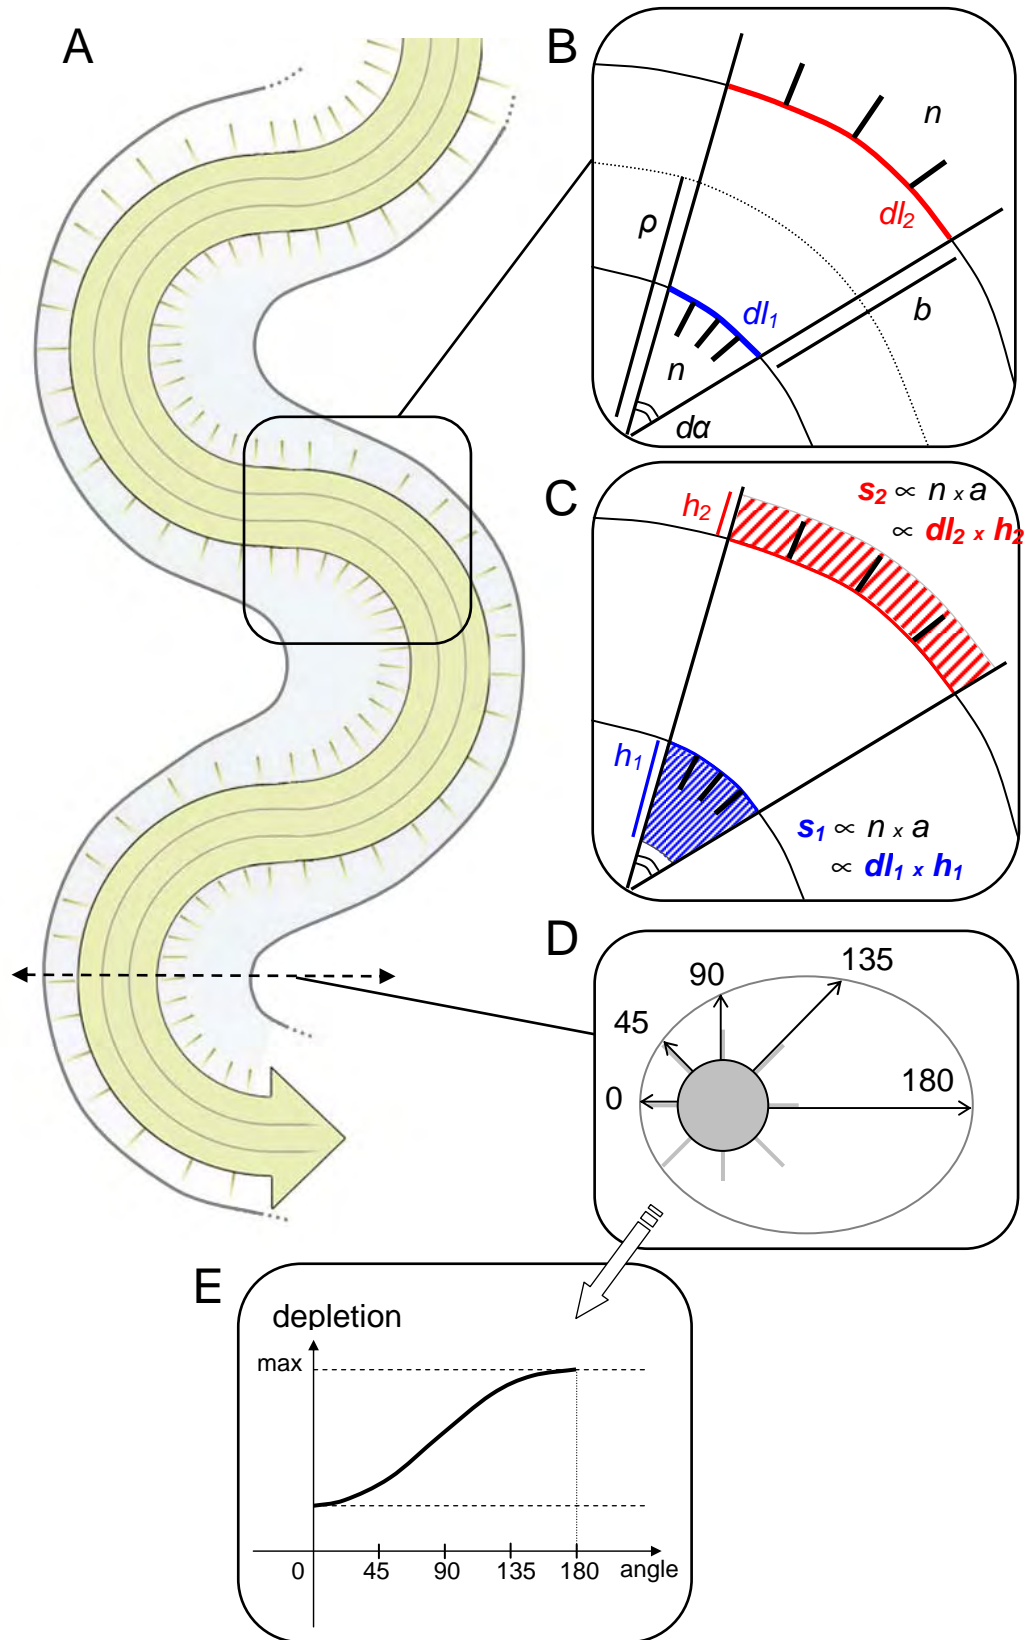 A
B
n
dl2
ρ
b
dl1
n
dα
C
h2
s2 ∝ n x a
∝ dl2 x h2
h1
s1 ∝ n x a
∝ dl1 x h1
D
135
90
45
180
0
E
depletion
max
0 45 90 135 180 angle